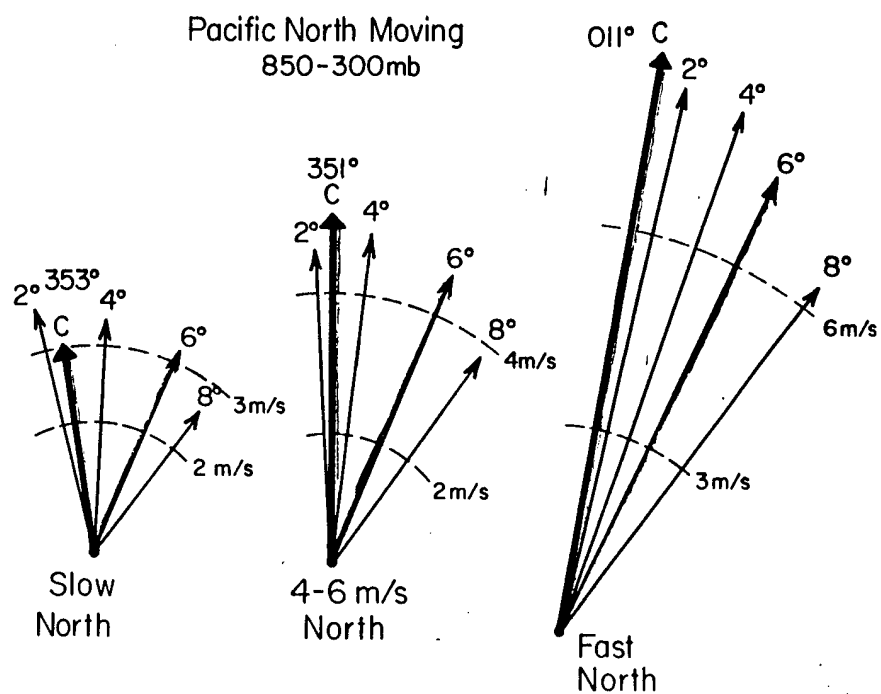 Pacific North Moving
850-300mb
2°
353°
C
4°
6°
8°
3m/s
2 m/s
Slow
North
351°
C
2°
4°
6°
8°
4m/s
2m/s
4-6 m/s
North
011°
C
2°
4°
6°
8°
6m/s
3m/s
Fast
North